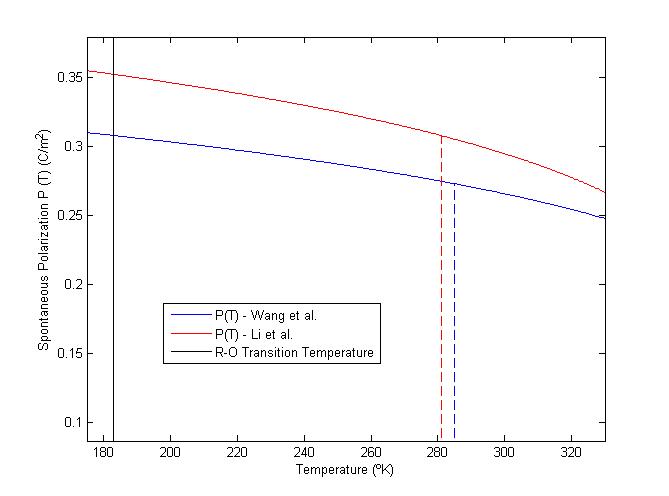 0.35
0.3
0.25
0.2
0.15
0.1
Spontaneous Polarization P (T) (C/m²)
P(T) - Wang et al.
P(T) - Li et al.
R-O Transition Temperature
180 200 220 240 260 280 300 320
Temperature (ºK)